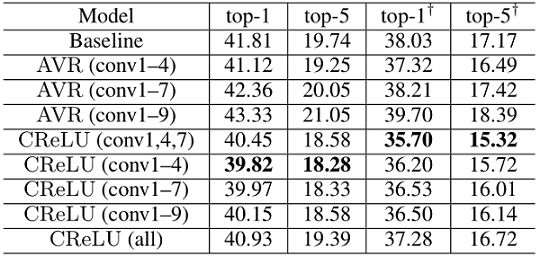 Model top-1 top-5 top-1† top-5†
Baseline 41.81 19.74 38.03 17.17
AVR (conv1–4) 41.12 19.25 37.32 16.49
AVR (conv1–7) 42.36 20.05 38.21 17.42
AVR (conv1–9) 43.33 21.05 39.70 18.39
CReLU (conv1,4,7) 40.45 18.58 35.70 15.32
CReLU (conv1–4) 39.82 18.28 36.20 15.72
CReLU (conv1–7) 39.97 18.33 36.53 16.01
CReLU (conv1–9) 40.15 18.58 36.50 16.14
CReLU (all) 40.93 19.39 37.28 16.72